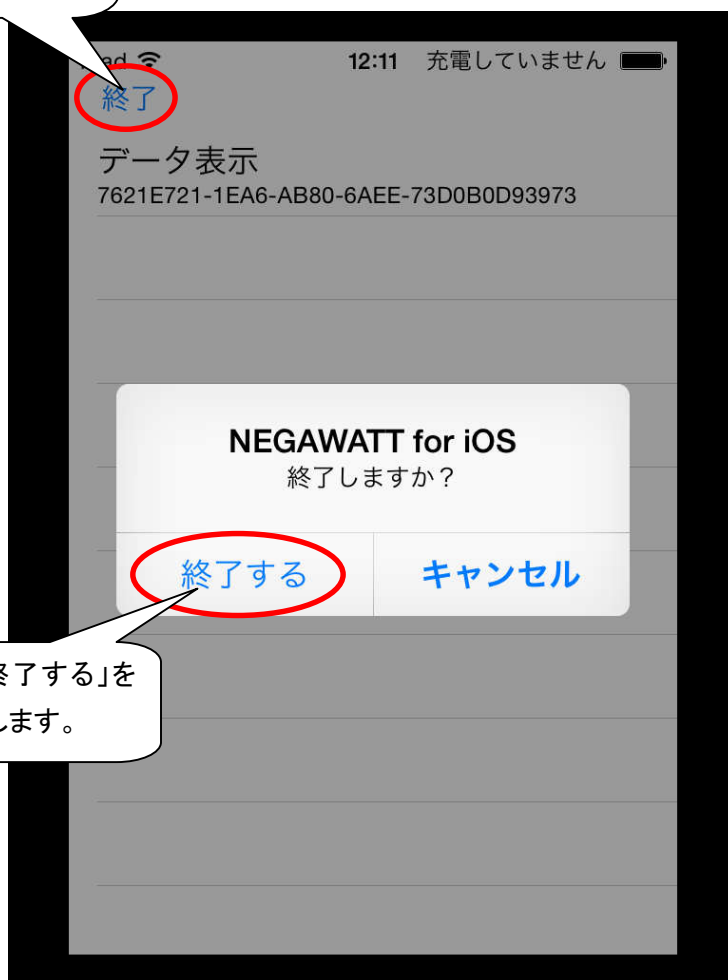 12:11 充電していません
終了
データ表示
7621E721-1EA6-AB80-6AEE-73D0B0D93973
NEGAWATT for iOS
終了しますか？
終了する
キャンセル
終了する」を
します。